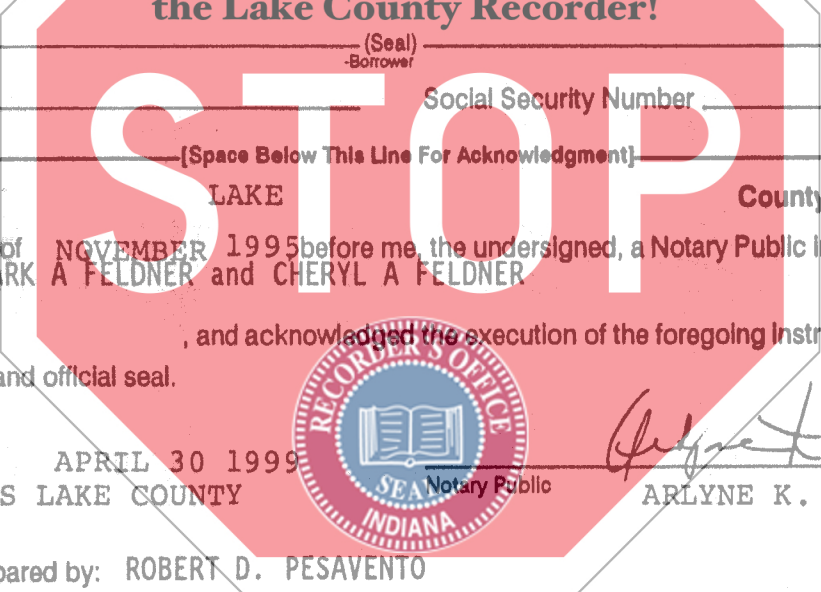 the Lake County Recorder!
(Seal)
-Borrower
Social Security Number
[Space Below This Line For Acknowledgment]
LAKE County
of NOVEMBER 1995 before me, the undersigned, a Notary Public i
ARK A FELDNER and CHERYL A FELDNER
, and acknowledged the execution of the foregoing instr
and official seal.
STOP
RECORDER'S OFFICE
SEAL
INDIANA
APRIL 30 1999
Notary Public
S LAKE COUNTY ARLYNE K.
pared by: ROBERT D. PESAVENTO